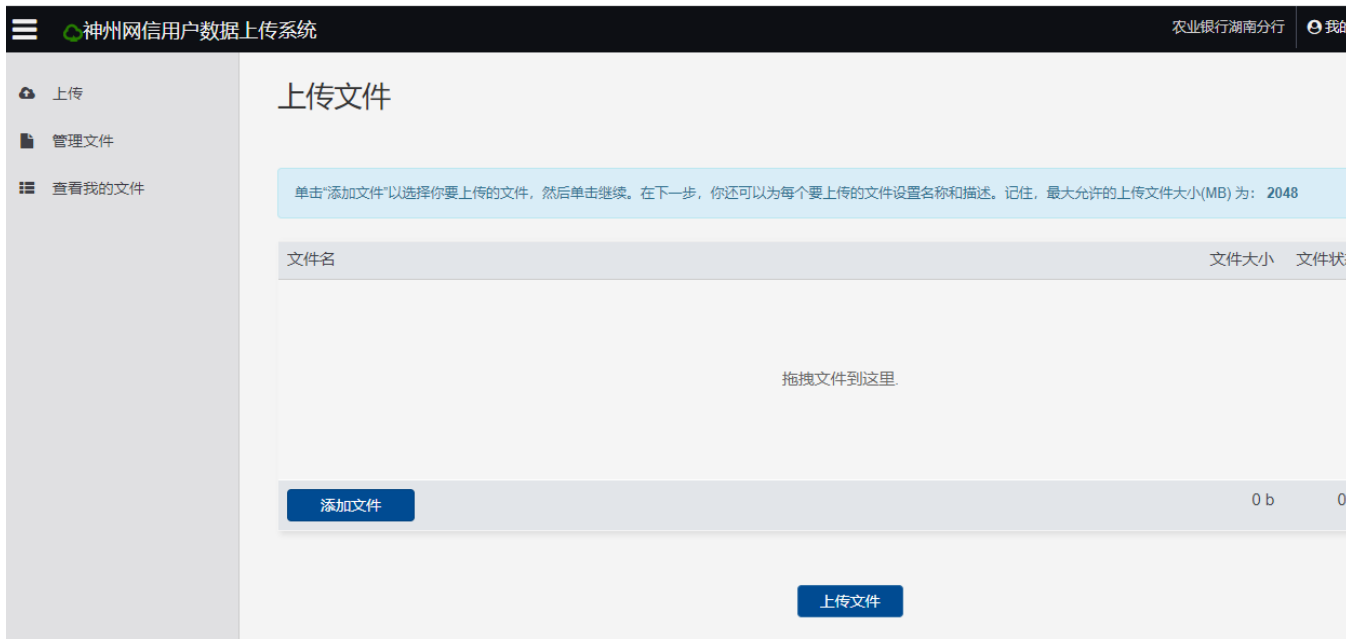 神州网信用户数据上传系统
农业银行湖南分行
我的
上传
管理文件
查看我的文件
上传文件
单击“添加文件”以选择你要上传的文件，然后单击继续。在下一步，你还可以为每个要上传的文件设置名称和描述。记住，最大允许的上传文件大小(MB) 为： 2048
文件名 文件大小 文件状
拖拽文件到这里.
添加文件 0 b 0
上传文件